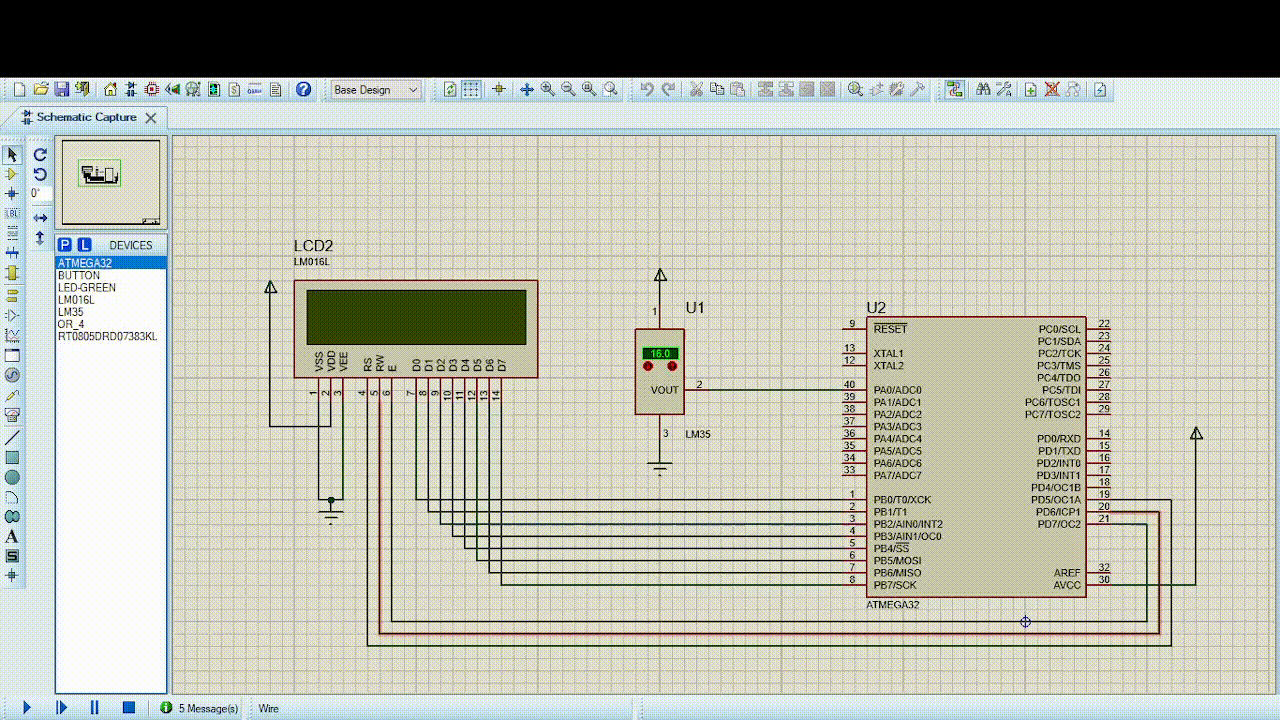 Base Design
Schematic Capture
0°
LBL
P L DEVICES
ATMEGA32
BUTTON
LED-GREEN
LM016L
LM35
OR_4
RT0805DRD07383KL
A
S
LCD2
LM016L
VSS
VDD
VEE
RS
RW
E
D0
D1
D2
D3
D4
D5
D6
D7
1
2
3
4
5
6
7
8
9
10
11
12
13
14
U1
1
16.0
VOUT
2
3
LM35
U2
9 RESET
13 XTAL1
12 XTAL2
40 PA0/ADC0
39 PA1/ADC1
38 PA2/ADC2
37 PA3/ADC3
36 PA4/ADC4
35 PA5/ADC5
34 PA6/ADC6
33 PA7/ADC7
1 PB0/T0/XCK
2 PB1/T1
3 PB2/AIN0/INT2
4 PB3/AIN1/OC0
5 PB4/SS
6 PB5/MOSI
7 PB6/MISO
8 PB7/SCK
PC0/SCL 22
PC1/SDA 23
PC2/TCK 24
PC3/TMS 25
PC4/TDO 26
PC5/TDI 27
PC6/TOSC1 28
PC7/TOSC2 29
PD0/RXD 14
PD1/TXD 15
PD2/INT0 16
PD3/INT1 17
PD4/OC1B 18
PD5/OC1A 19
PD6/ICP1 20
PD7/OC2 21
AREF 32
AVCC 30
ATMEGA32
5 Message(s)
Wire